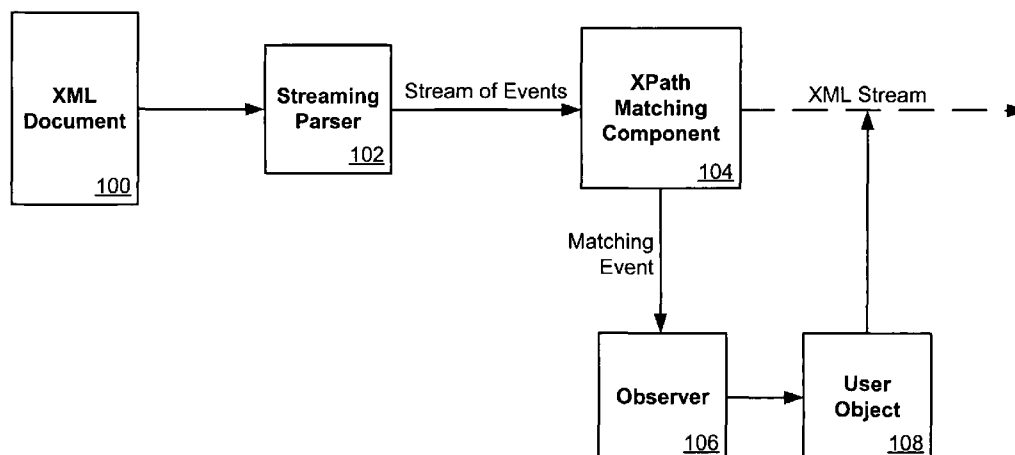 XML
Document
100
Streaming
Parser
102
Stream of Events
XPath
Matching
Component
104
XML Stream
Matching
Event
Observer
106
User
Object
108